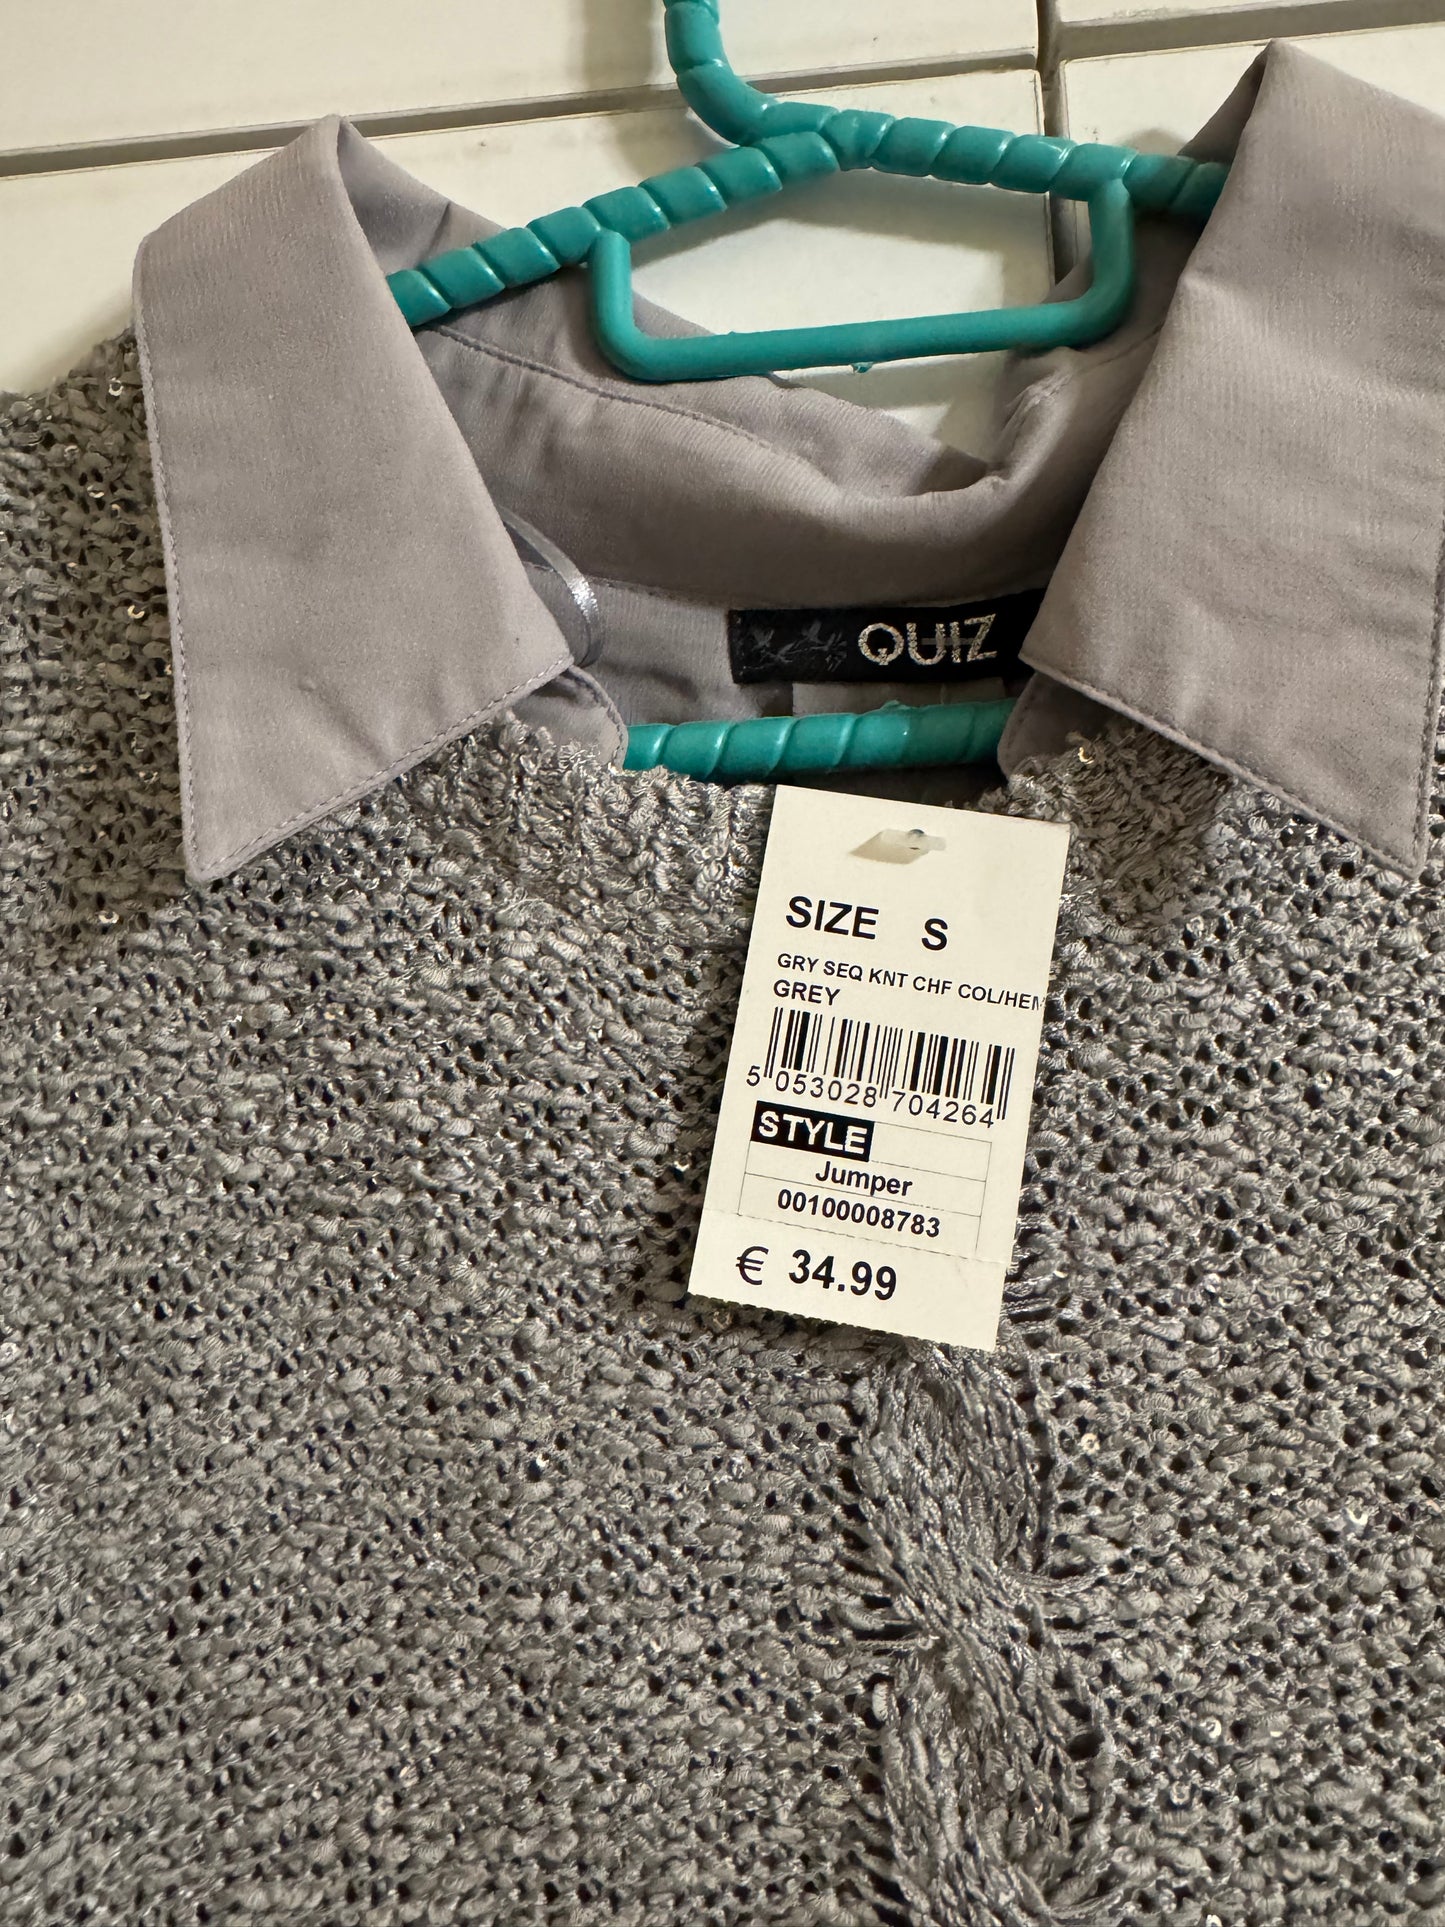 QUIZ
SIZE S
GRY SEQ KNT CHF COL/HEM
GREY
5 053028 704264
STYLE
Jumper
00100008783
€ 34.99